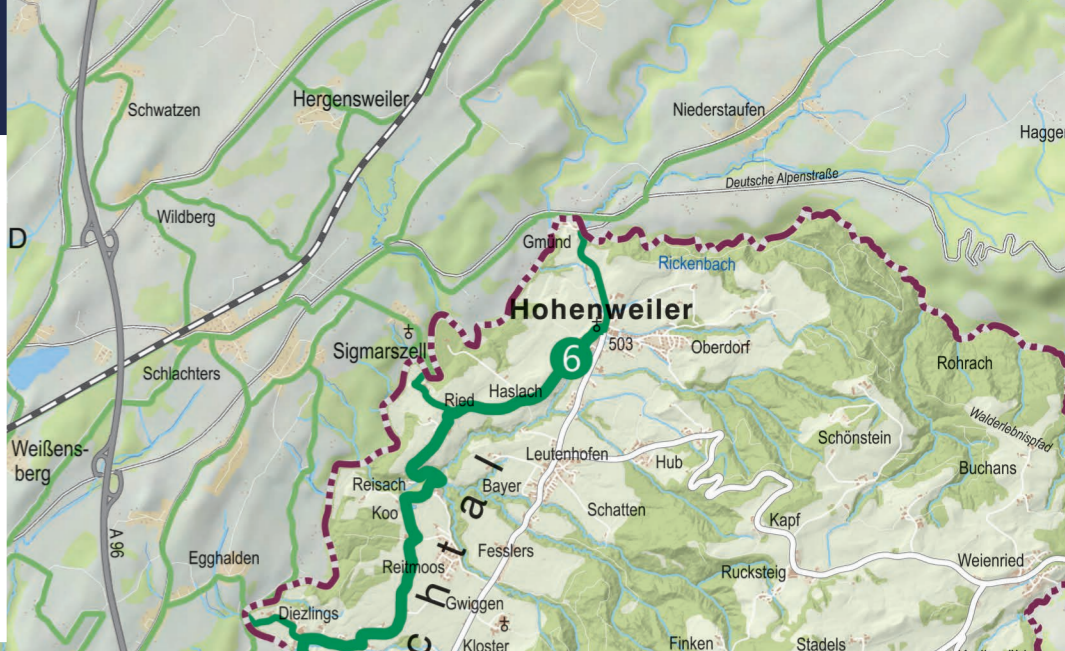 Schwatzen
Hergensweiler
Niederstaufen
Wildberg
Deutsche Alpenstraße
D
Gmünd
Rickenbach
Hohenweiler
503
Oberdorf
6
Sigmarszell
Schlachters
Rohrach
Haslach
Ried
Walderlebnispfad
Weißens-
berg
Schönstein
Leutenhofen
Hub
Buchans
Reisach
Bayer
Koo
Schatten
Kapf
A 96
Egghalden
Fesslers
Reitmoos
Weienried
Rucksteig
chtal
Gwiggen
Diezlings
Kloster
Finken
Stadels